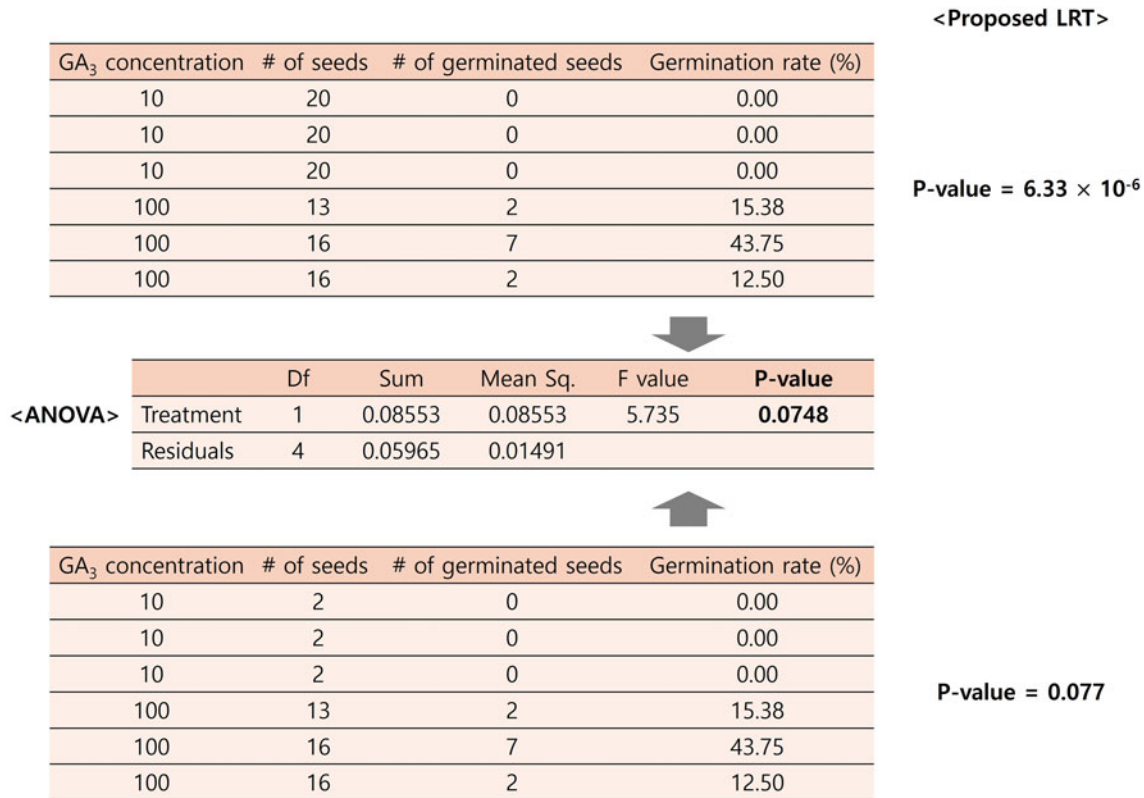 <Proposed LRT>
GA₃ concentration # of seeds # of germinated seeds Germination rate (%)
10 20 0 0.00
10 20 0 0.00
10 20 0 0.00
100 13 2 15.38
100 16 7 43.75
100 16 2 12.50
P-value = 6.33 × 10⁻⁶
Df Sum Mean Sq. F value P-value
<ANOVA> Treatment 1 0.08553 0.08553 5.735 0.0748
Residuals 4 0.05965 0.01491
GA₃ concentration # of seeds # of germinated seeds Germination rate (%)
10 2 0 0.00
10 2 0 0.00
10 2 0 0.00
100 13 2 15.38
100 16 7 43.75
100 16 2 12.50
P-value = 0.077